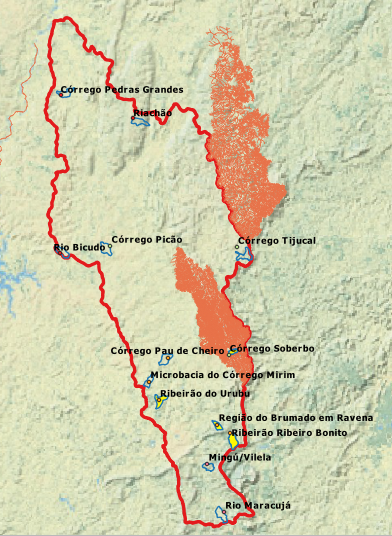 Córrego Pedras Grandes
Riachão
Córrego Picão
Córrego Tijucal
Rio Bicudo
Córrego Soberbo
Córrego Pau de Cheiro
Microbacia do Córrego Mirim
Ribeirão do Urubu
Região do Brumado em Ravena
Ribeirão Ribeiro Bonito
Mingú/Vilela
Rio Maracujá